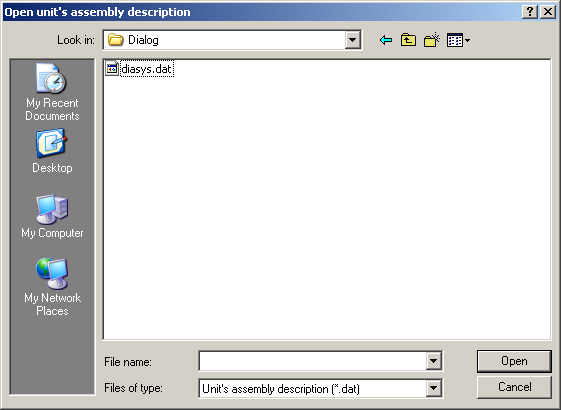 Open unit's assembly description
Look in: Dialog
diasys.dat
My Recent
Documents
Desktop
My Computer
My Network
Places
File name: Open
Files of type: Unit's assembly description (*.dat) Cancel